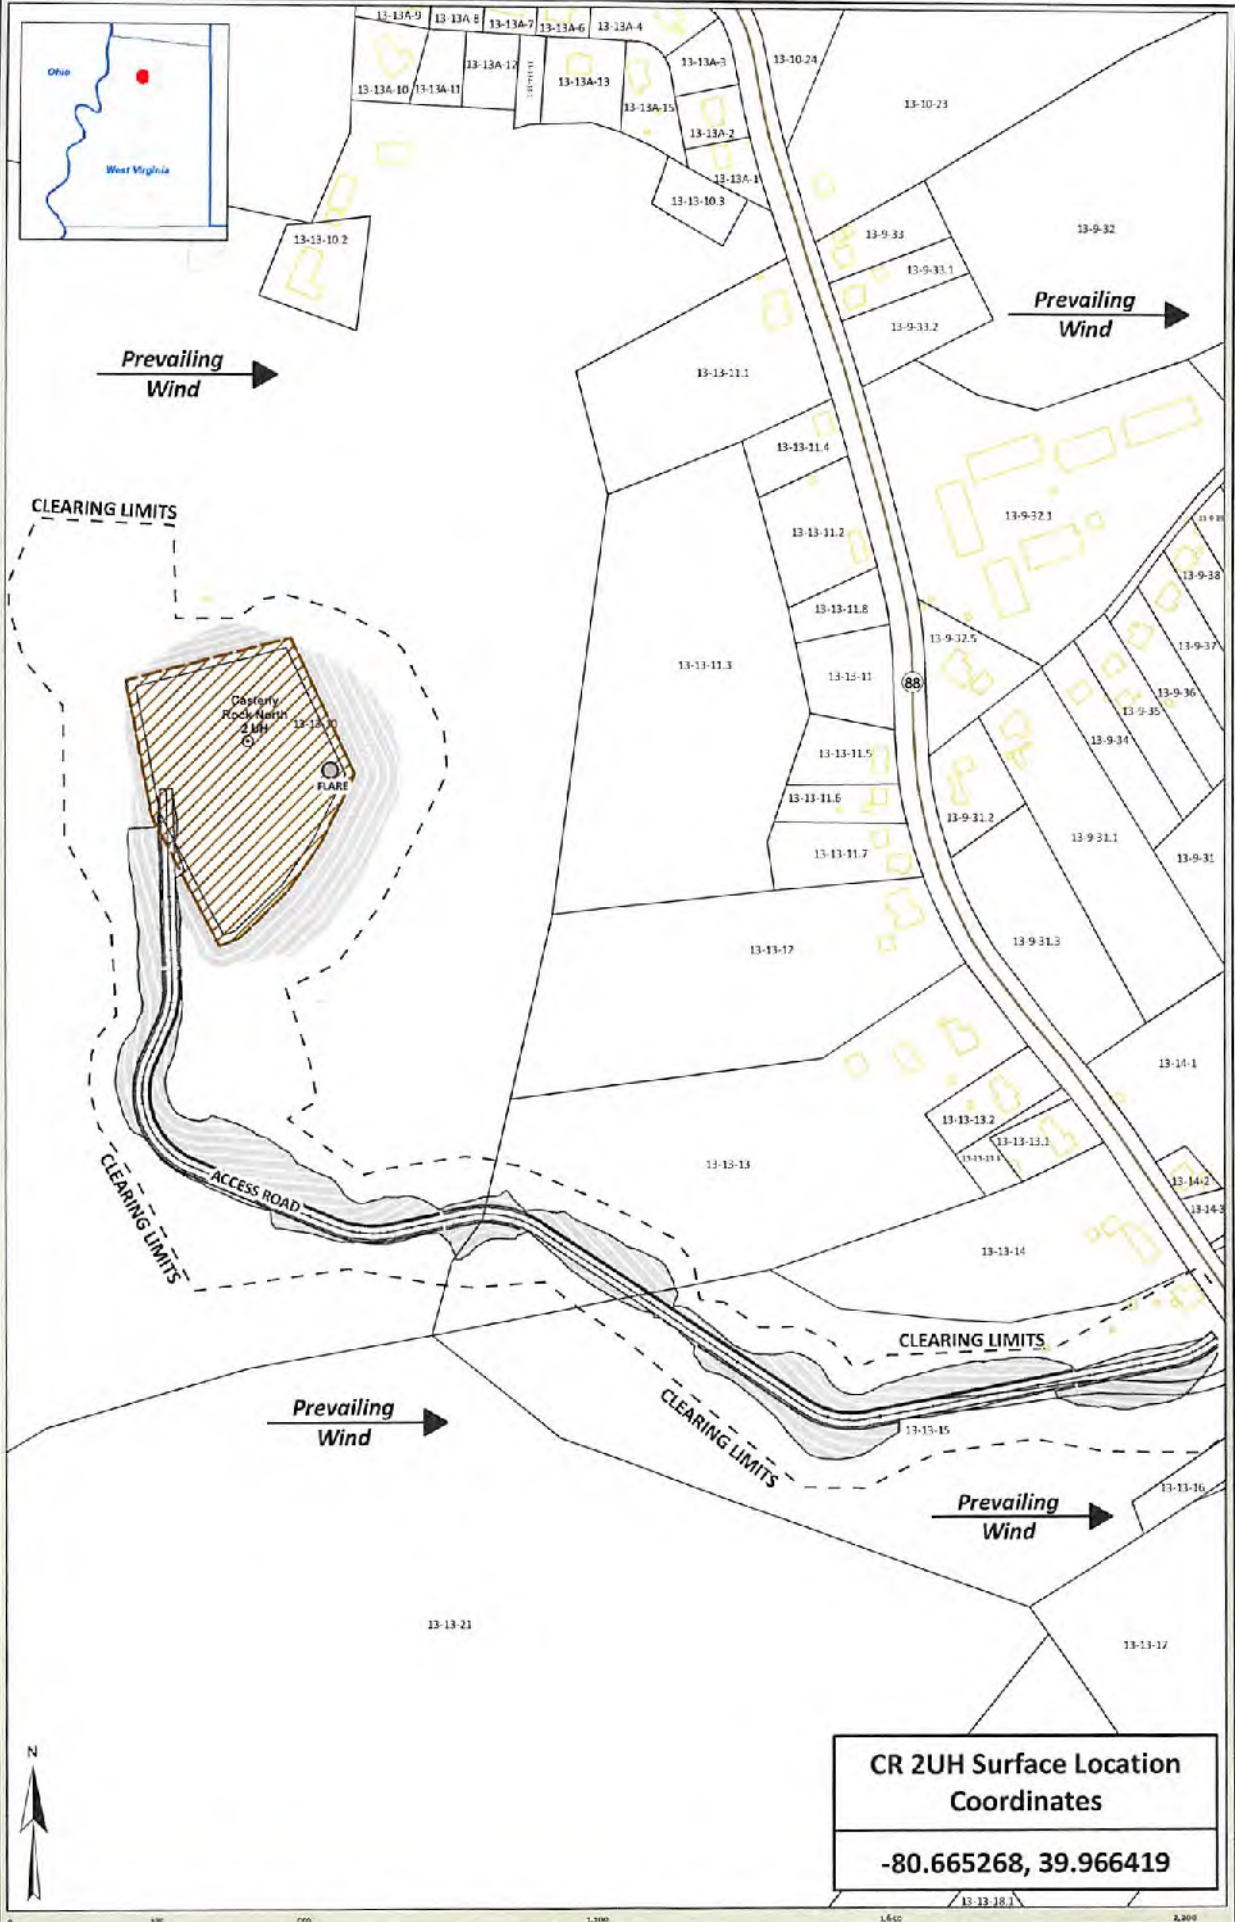 13-13A-9
13-13A-8
13-13A-7
13-13A-6
13-13A-4
Ohio
West Virginia
13-13A-10
13-13A-11
13-13A-12
13-13A-13
13-13A-15
13-13A-3
13-13A-2
13-13A-1
13-10-24
13-10-23
13-13-10.3
13-13-10.2
13-9-33
13-9-32
13-9-33.1
13-9-33.2
Prevailing
Wind
Prevailing
Wind
13-13-11.1
13-13-11.4
13-13-11.2
13-9-32.1
CLEARING LIMITS
13-9-38
13-13-11.8
13-9-32.5
13-9-37
13-13-11.3
13-13-11
88
13-9-36
13-9-35
13-9-34
Casterly
Rock North
2 UH
FLARE
13-13-11.5
13-13-11.6
13-9-31.2
13-9-31.1
13-13-11.7
13-9-31
13-13-12
13-9-31.3
13-14-1
13-13-13.2
13-13-13.1
13-13-13
13-14-2
13-14-3
ACCESS ROAD
CLEARING LIMITS
13-13-14
CLEARING LIMITS
Prevailing
Wind
CLEARING LIMITS
13-13-15
13-13-16
Prevailing
Wind
13-13-21
13-13-17
N
CR 2UH Surface Location
Coordinates
-80.665268, 39.966419
13-13-18.1
2,200